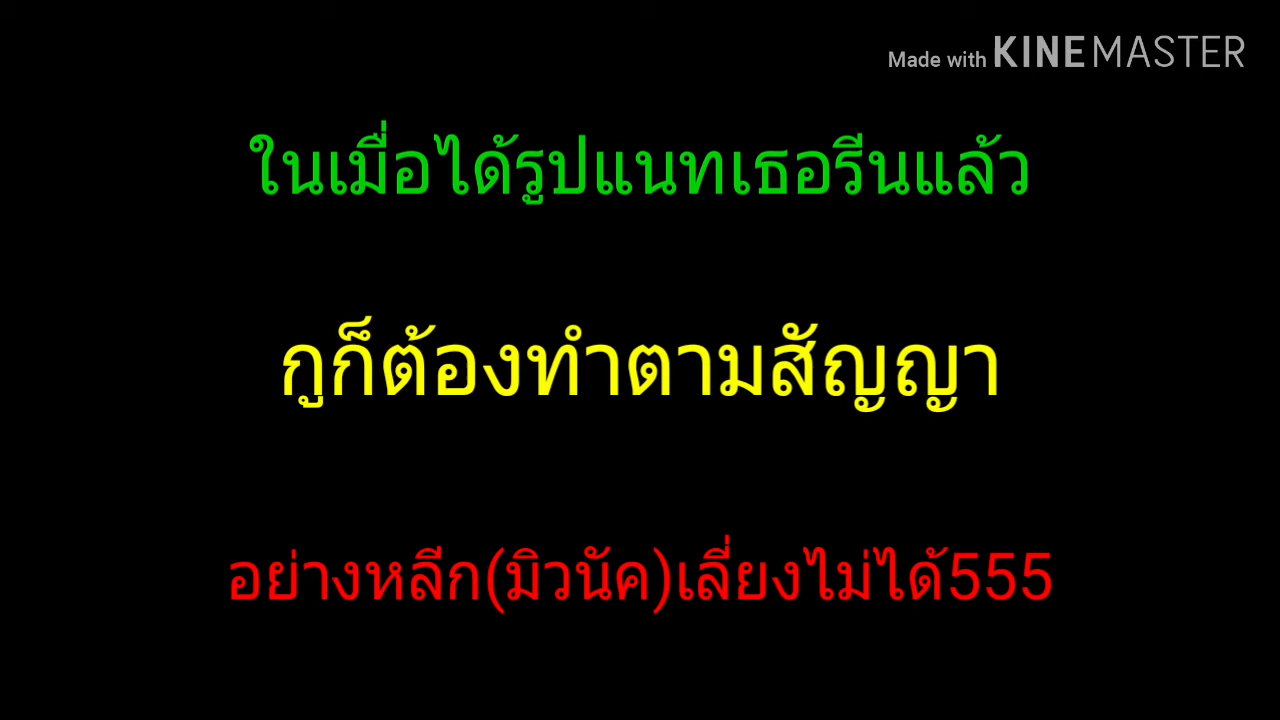 Made with KINEMASTER
ในเมื่อได้รูปแนทเธอรีนแล้ว
กูก็ต้องทำตามสัญญา
อย่างหลีก(มิวนัค)เลี่ยงไม่ได้555